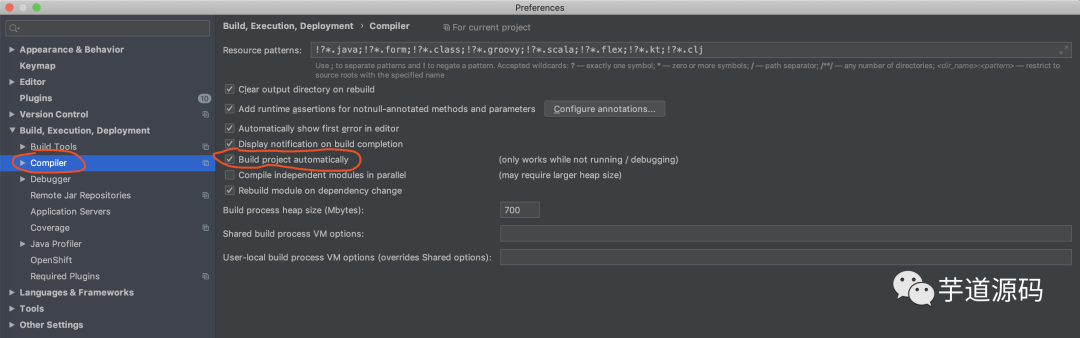 Preferences
Build, Execution, Deployment › Compiler
For current project
Appearance & Behavior
Keymap
Editor
Plugins 10
Version Control
Build, Execution, Deployment
Build Tools
Compiler
Debugger
Remote Jar Repositories
Application Servers
Coverage
Java Profiler
OpenShift
Required Plugins
Languages & Frameworks
Tools
Other Settings
Resource patterns: !?*.java;!?*.form;!?*.class;!?*.groovy;!?*.scala;!?*.flex;!?*.kt;!?*.clj
Use ; to separate patterns and ! to negate a pattern. Accepted wildcards: ? — exactly one symbol; * — zero or more symbols; / — path separator; /**/ — any number of directories; <dir_name>:<pattern> — restrict to
source roots with the specified name
Clear output directory on rebuild
Add runtime assertions for notnull-annotated methods and parameters Configure annotations...
Automatically show first error in editor
Display notification on build completion
Build project automatically (only works while not running / debugging)
Compile independent modules in parallel (may require larger heap size)
Rebuild module on dependency change
Build process heap size (Mbytes): 700
Shared build process VM options:
User-local build process VM options (overrides Shared options):
芋道源码